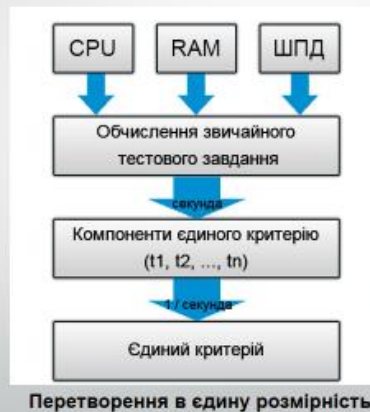 CPU RAM ШПД
Обчислення звичайного
тестового завдання
секунда
Компоненти єдиного критерію
(t1, t2, ..., tn)
1 / секунда
Єдиний критерій
Перетворення в єдину розмірність